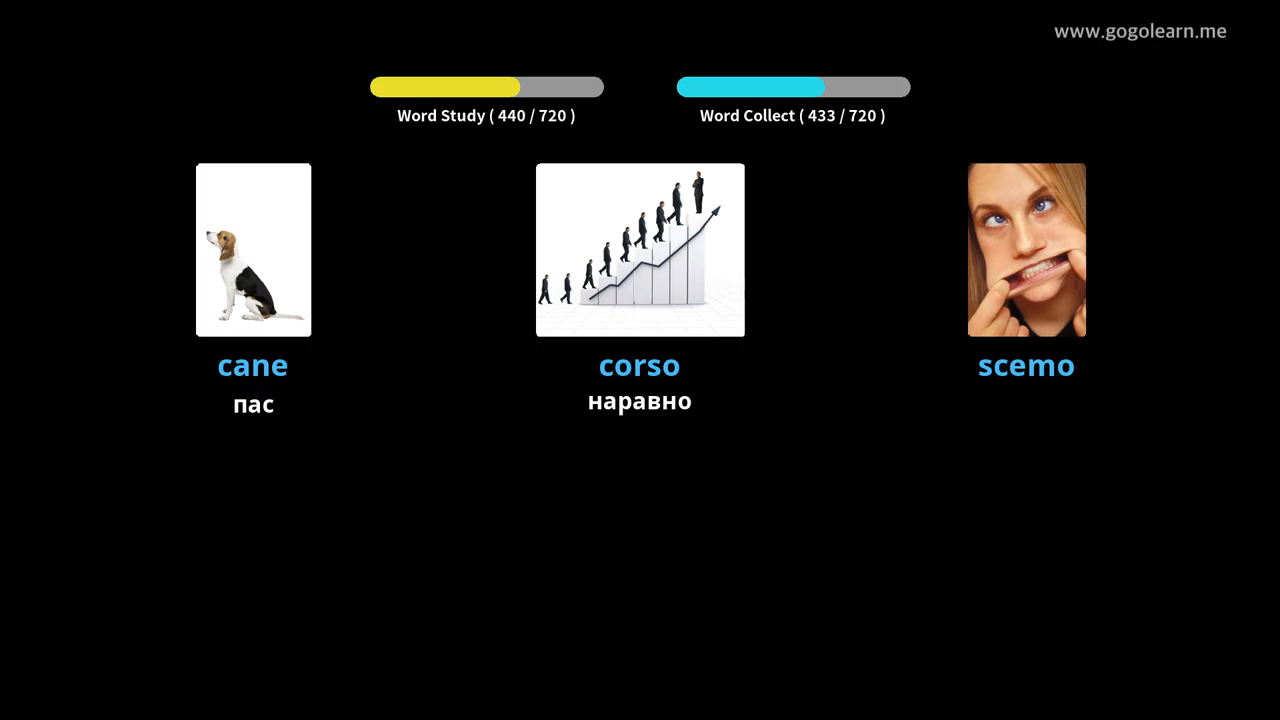 www.gogolearn.me
Word Study ( 440 / 720 )
Word Collect ( 433 / 720 )
cane
corso
scemo
пас
наравно